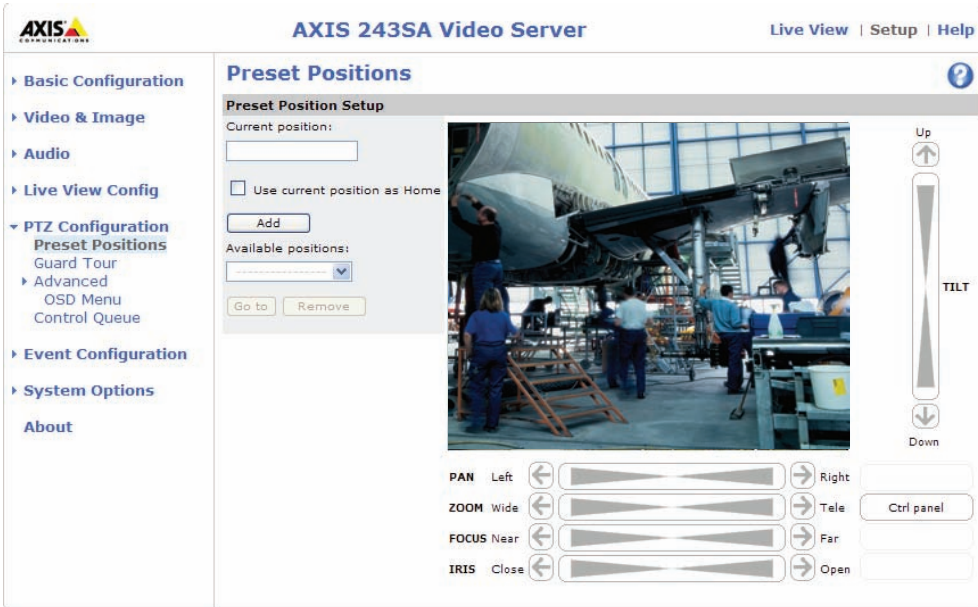 AXIS
COMMUNICATIONS
AXIS 243SA Video Server
Live View | Setup | Help
Basic Configuration
Video & Image
Audio
Live View Config
PTZ Configuration
Preset Positions
Guard Tour
Advanced
OSD Menu
Control Queue
Event Configuration
System Options
About
Preset Positions
?
Preset Position Setup
Current position:
Use current position as Home
Add
Available positions:
-----------------
Go to
Remove
Up
TILT
Down
PAN Left Right
ZOOM Wide Tele
Ctrl panel
FOCUS Near Far
IRIS Close Open